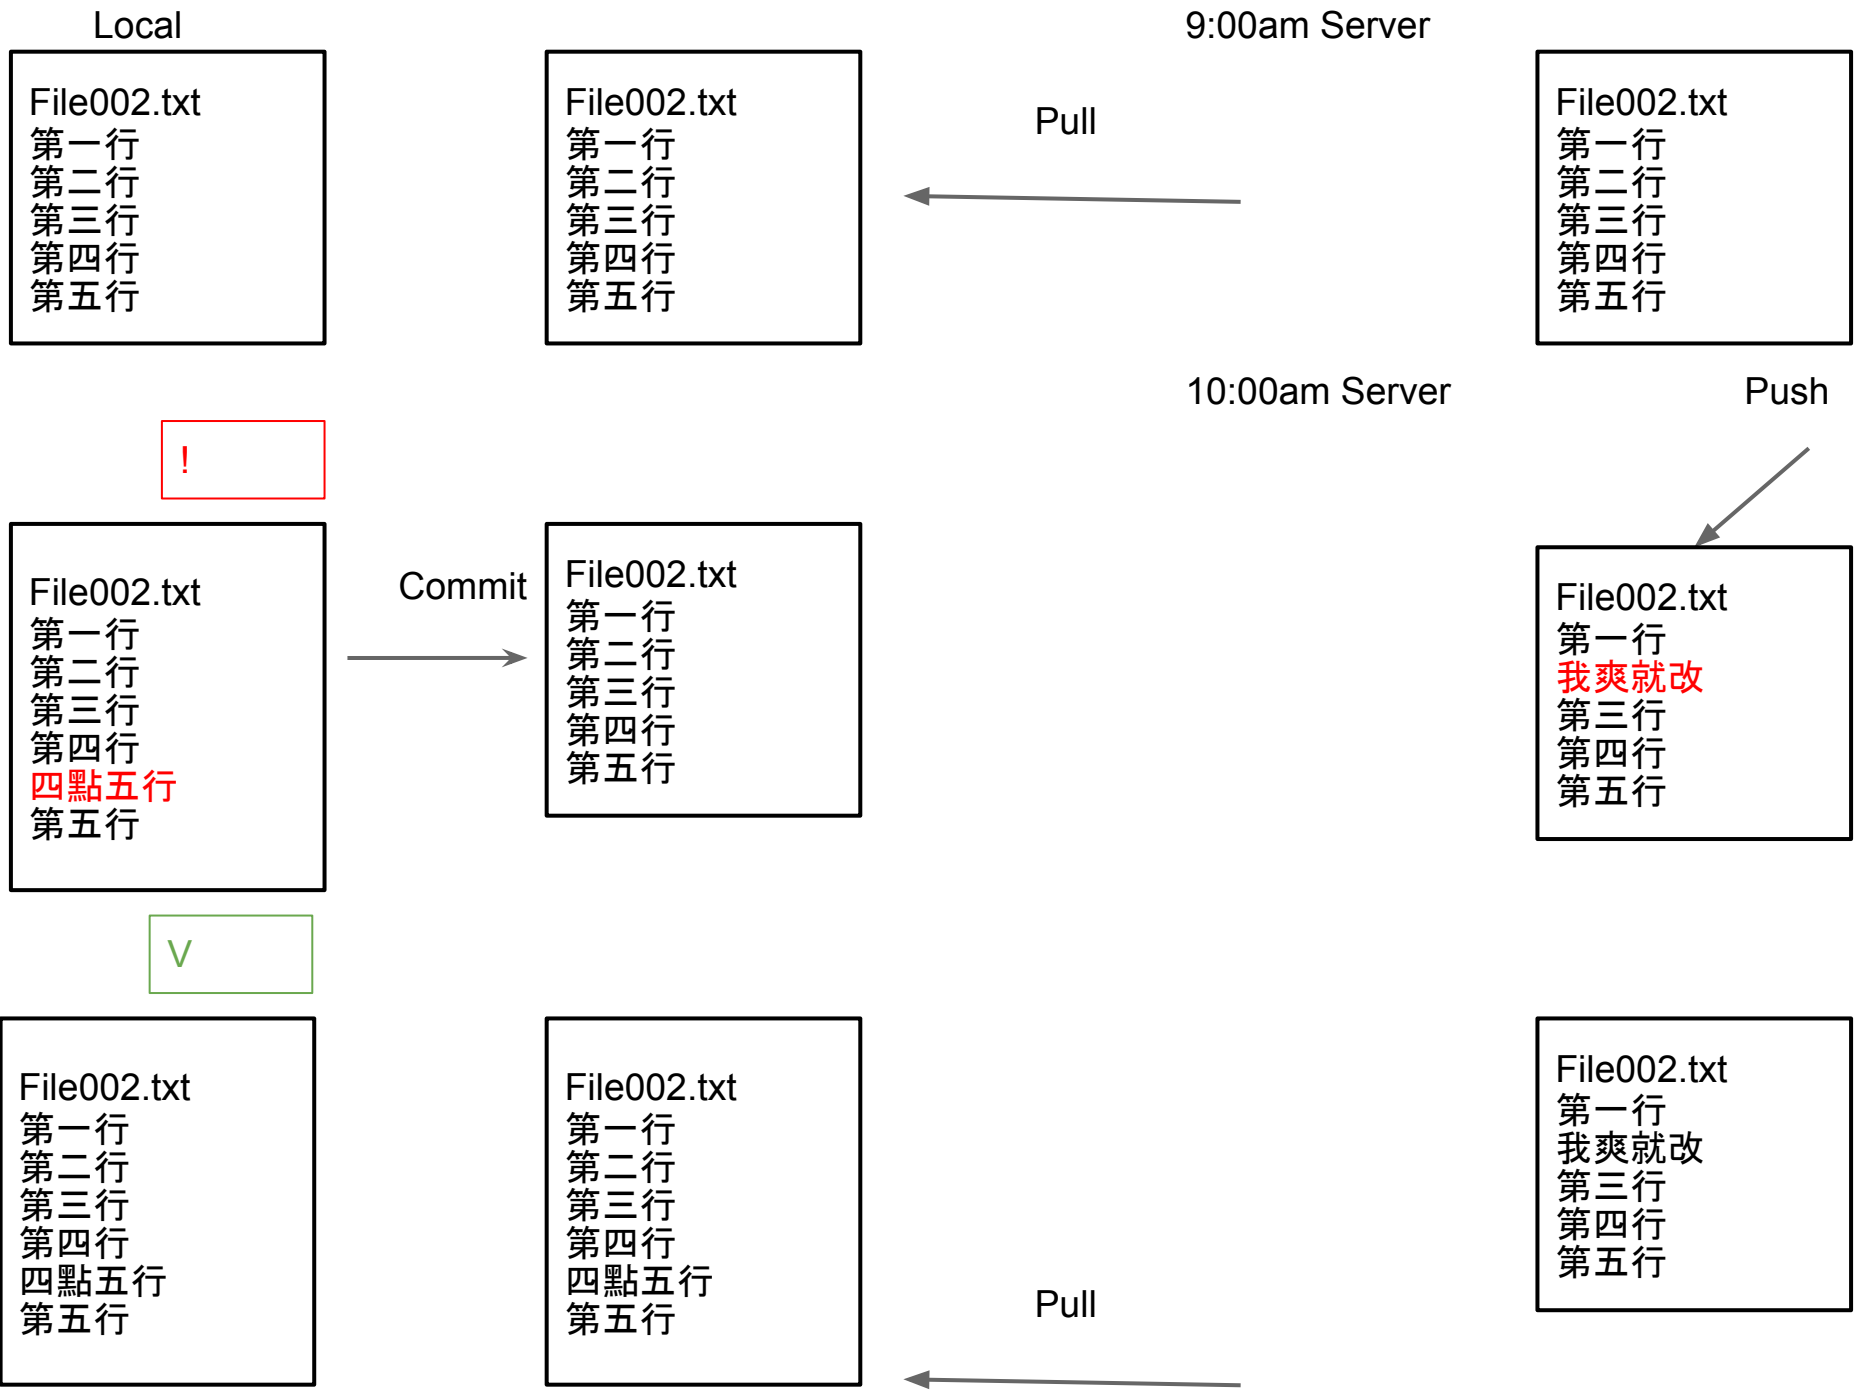 Local
9:00am Server
File002.txt
第一行
第二行
第三行
第四行
第五行
File002.txt
第一行
第二行
第三行
第四行
第五行
Pull
File002.txt
第一行
第二行
第三行
第四行
第五行
10:00am Server
Push
!
File002.txt
第一行
第二行
第三行
第四行
四點五行
第五行
Commit
File002.txt
第一行
第二行
第三行
第四行
第五行
File002.txt
第一行
我爽就改
第三行
第四行
第五行
V
File002.txt
第一行
第二行
第三行
第四行
四點五行
第五行
File002.txt
第一行
第二行
第三行
第四行
四點五行
第五行
Pull
File002.txt
第一行
我爽就改
第三行
第四行
第五行